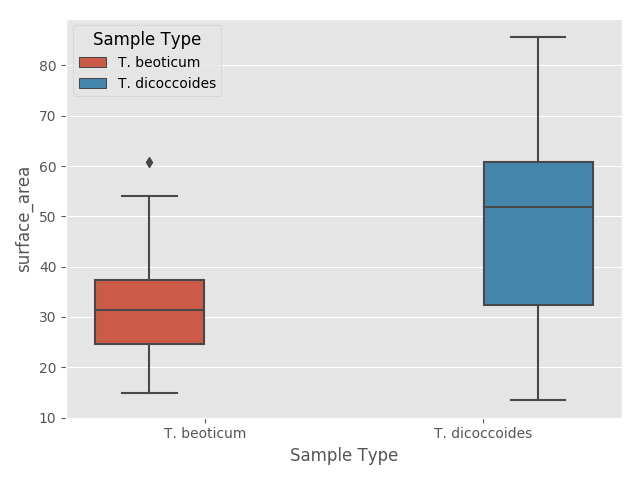 Sample Type
T. beoticum
T. dicoccoides
80
70
60
50
40
30
20
10
surface_area
T. beoticum
T. dicoccoides
Sample Type